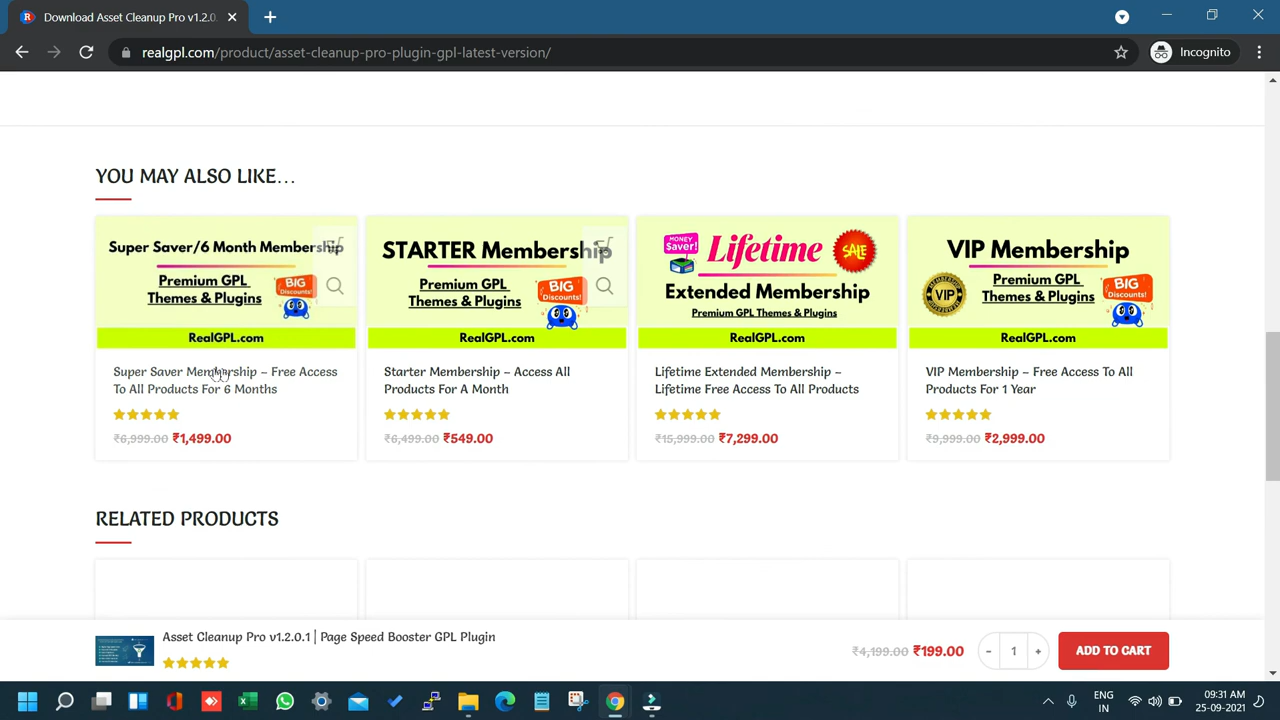 Download Asset Cleanup Pro v1.2.0.
realgpl.com/product/asset-cleanup-pro-plugin-gpl-latest-version/
Incognito
YOU MAY ALSO LIKE...
Super Saver/6 Month Membership
Premium GPL
Themes & Plugins
BIG
Discounts!
RealGPL.com
Super Saver Membership – Free Access
To All Products For 6 Months
₹6,999.00 ₹1,499.00
STARTER Membership
Premium GPL
Themes & Plugins
BIG
Discounts!
RealGPL.com
Starter Membership – Access All
Products For A Month
₹6,499.00 ₹549.00
MONEY
Saver!
Lifetime
SALE
Extended Membership
Premium GPL Themes & Plugins
RealGPL.com
Lifetime Extended Membership –
Lifetime Free Access To All Products
₹15,999.00 ₹7,299.00
VIP Membership
VIP
Premium GPL
Themes & Plugins
BIG
Discounts!
RealGPL.com
VIP Membership – Free Access To All
Products For 1 Year
₹9,999.00 ₹2,999.00
RELATED PRODUCTS
Asset Cleanup Pro v1.2.0.1 | Page Speed Booster GPL Plugin
₹4,199.00 ₹199.00
- 1 +
ADD TO CART
ENG
IN
09:31 AM
25-09-2021